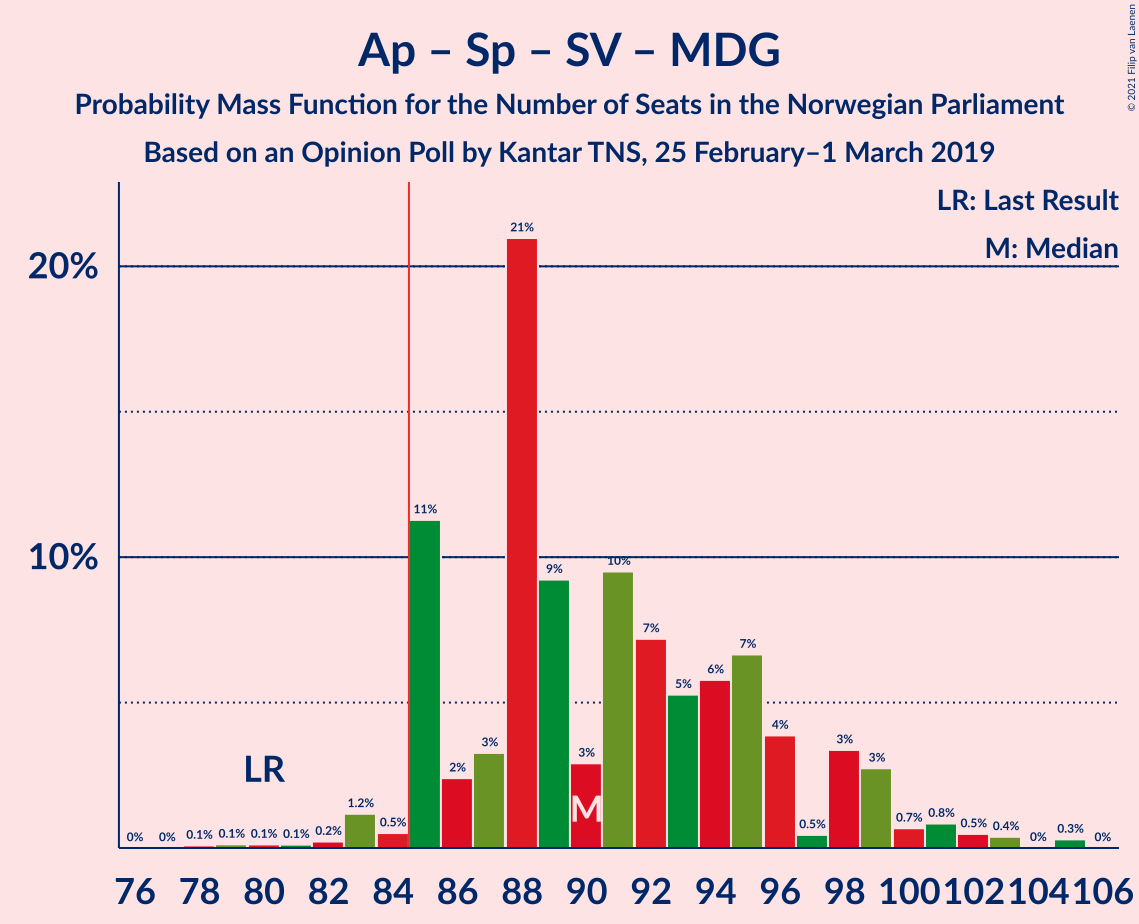 Ap – Sp – SV – MDG
Probability Mass Function for the Number of Seats in the Norwegian Parliament
Based on an Opinion Poll by Kantar TNS, 25 February–1 March 2019
© 2021 Filip van Laenen
LR: Last Result
M: Median
20%
10%
LR
M
0% 0% 0.1% 0.1% 0.1% 0.1% 0.2% 1.2% 0.5% 11% 2% 3% 21% 9% 3% 10% 7% 5% 6% 7% 4% 0.5% 3% 3% 0.7% 0.8% 0.5% 0.4% 0% 0.3% 0%
76 78 80 82 84 86 88 90 92 94 96 98 100 102 104 106